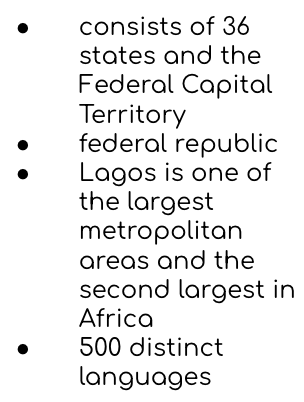 ● consists of 36
states and the
Federal Capital
Territory
● federal republic
● Lagos is one of
the largest
metropolitan
areas and the
second largest in
Africa
● 500 distinct
languages